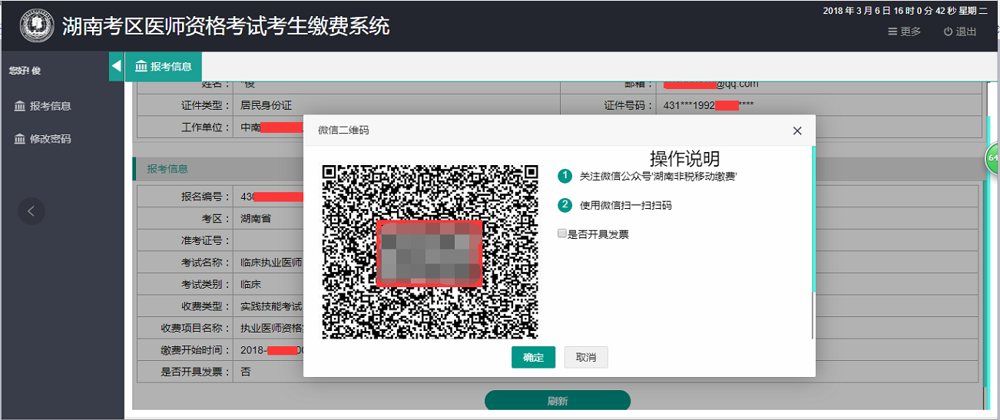 湖南考区医师资格考试考生缴费系统
2018 年 3 月 6 日 16 时 0 分 42 秒 星期 二
更多 退出
您好! 俊
报考信息
报考信息
修改密码
姓名： *俊 邮箱： @qq.com
证件类型： 居民身份证 证件号码： 431***1992 ****
工作单位： 中南
报考信息
报名编号： 430
考区： 湖南省
准考证号：
考试名称： 临床执业医师
考试类别： 临床
收费类型： 实践技能考试
收费项目名称： 执业医师资格
缴费开始时间： 2018-
是否开具发票： 否
刷新
微信二维码
操作说明
1 关注微信公众号'湖南非税移动缴费'
2 使用微信扫一扫扫码
是否开具发票
确定 取消
64